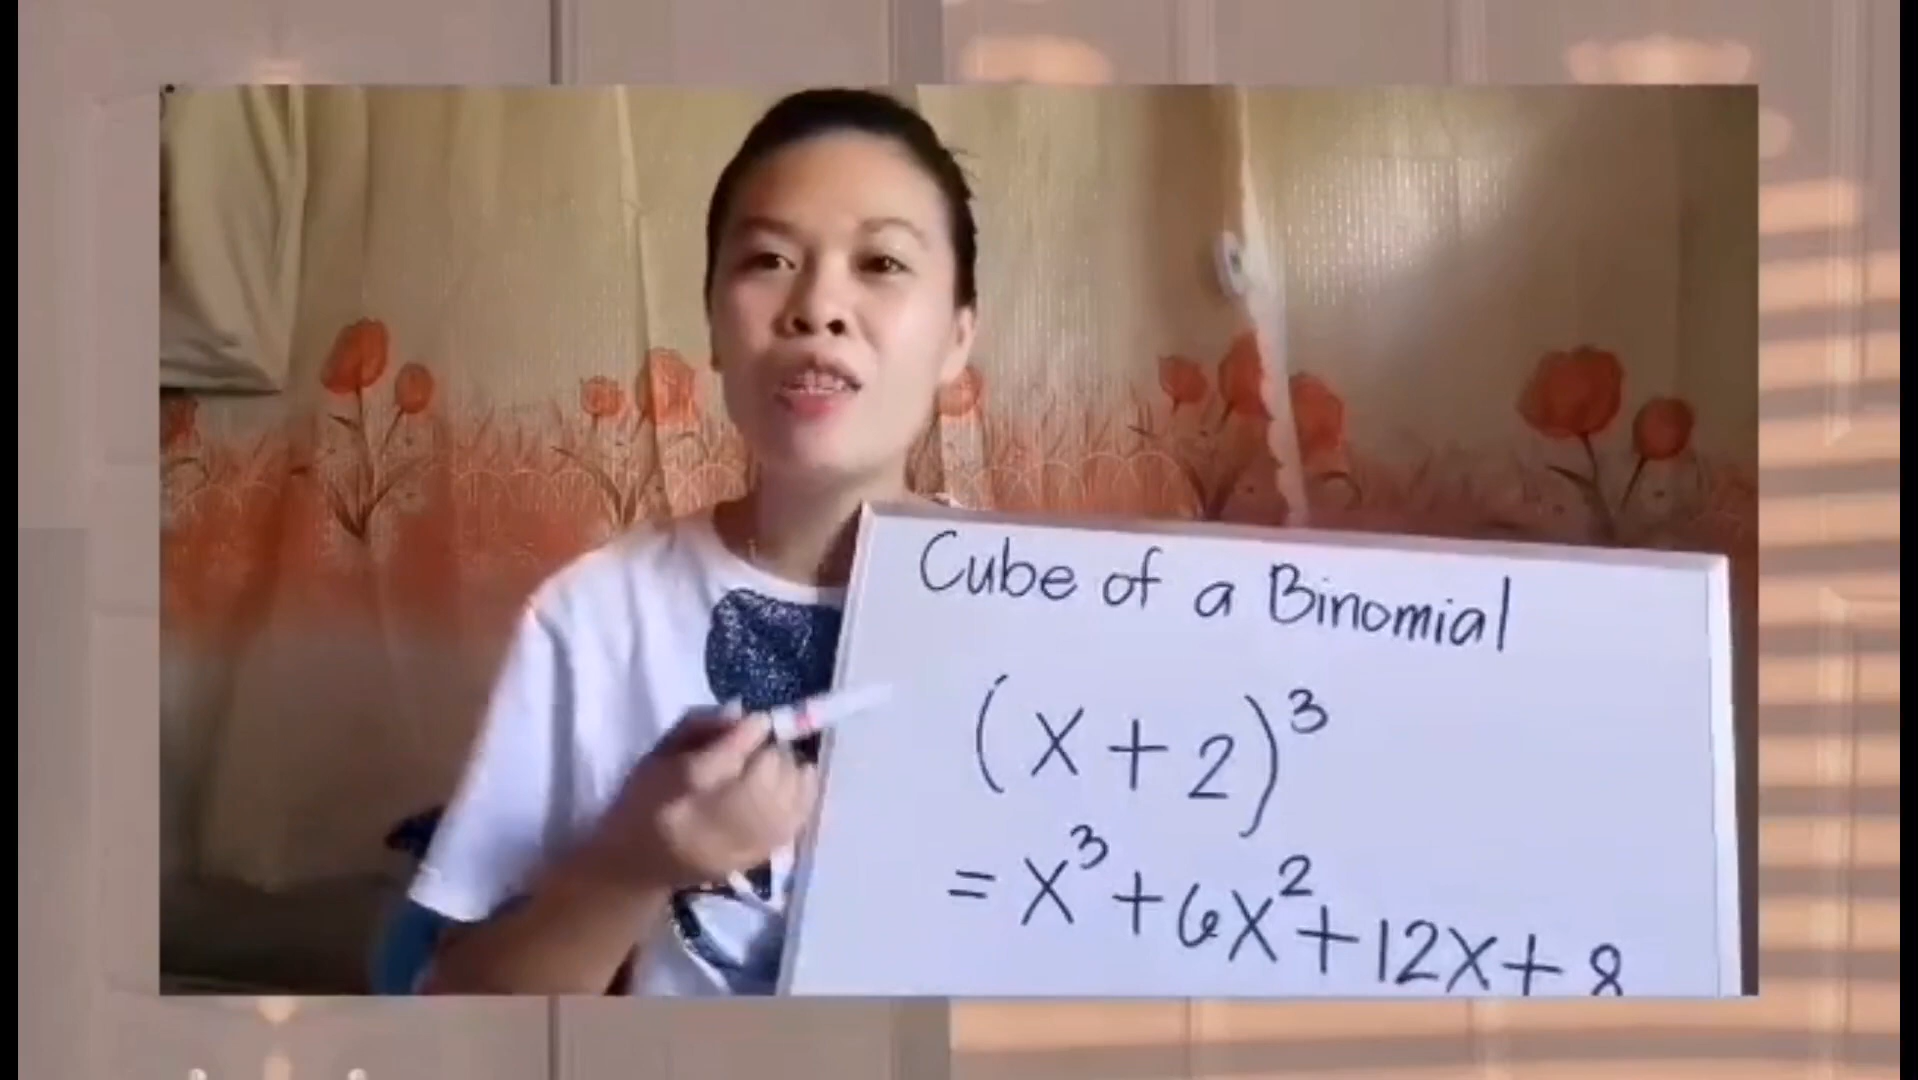 Cube of a Binomial
(x+2)³
= x³+6x²+12x+8